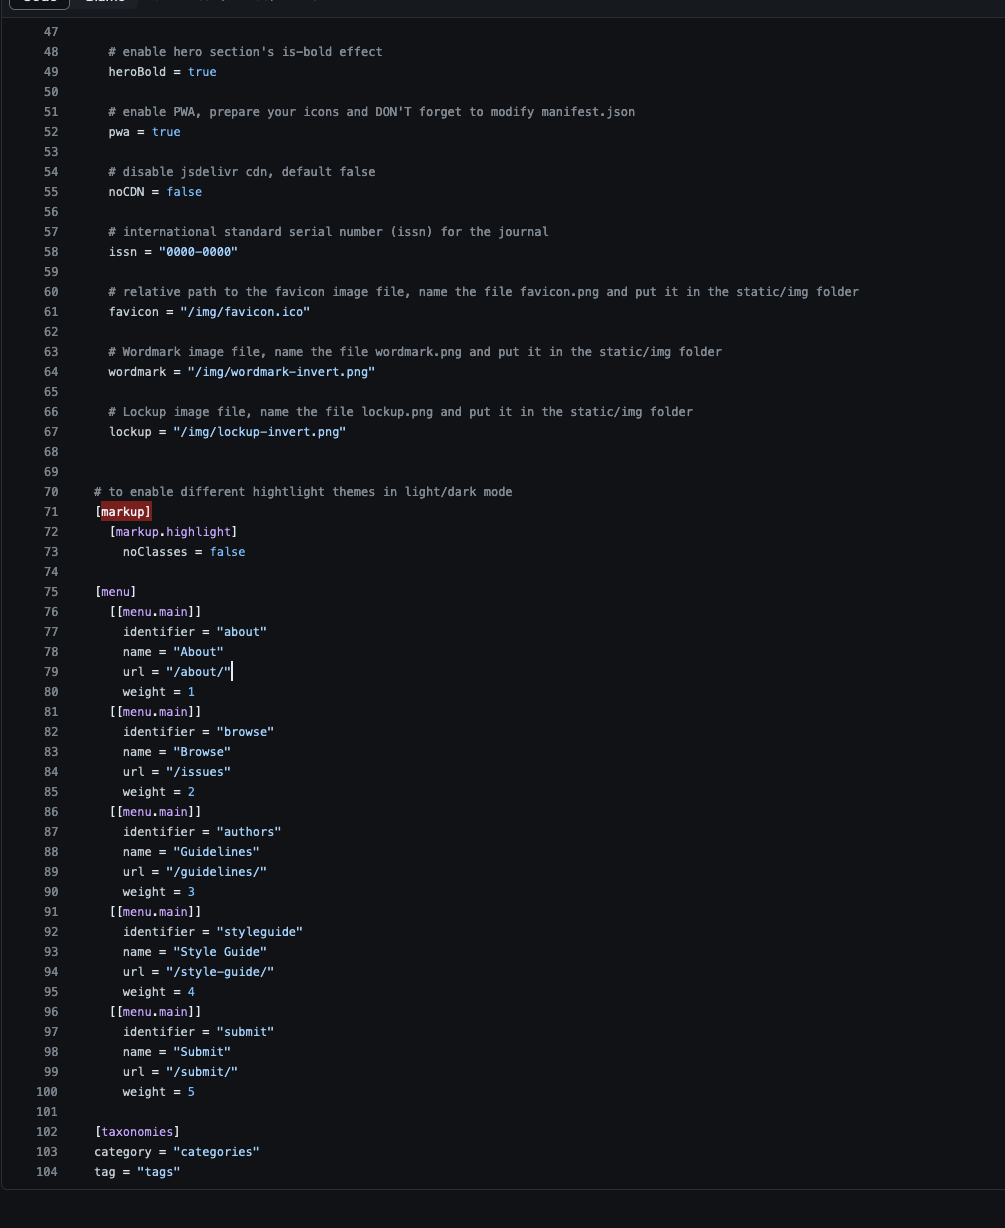 47
48 # enable hero section's is-bold effect
49 heroBold = true
50
51 # enable PWA, prepare your icons and DON'T forget to modify manifest.json
52 pwa = true
53
54 # disable jsdelivr cdn, default false
55 noCDN = false
56
57 # international standard serial number (issn) for the journal
58 issn = "0000-0000"
59
60 # relative path to the favicon image file, name the file favicon.png and put it in the static/img folder
61 favicon = "/img/favicon.ico"
62
63 # Wordmark image file, name the file wordmark.png and put it in the static/img folder
64 wordmark = "/img/wordmark-invert.png"
65
66 # Lockup image file, name the file lockup.png and put it in the static/img folder
67 lockup = "/img/lockup-invert.png"
68
69
70 # to enable different hightlight themes in light/dark mode
71 [markup]
72 [markup.highlight]
73 noClasses = false
74
75 [menu]
76 [[menu.main]]
77 identifier = "about"
78 name = "About"
79 url = "/about/"
80 weight = 1
81 [[menu.main]]
82 identifier = "browse"
83 name = "Browse"
84 url = "/issues"
85 weight = 2
86 [[menu.main]]
87 identifier = "authors"
88 name = "Guidelines"
89 url = "/guidelines/"
90 weight = 3
91 [[menu.main]]
92 identifier = "styleguide"
93 name = "Style Guide"
94 url = "/style-guide/"
95 weight = 4
96 [[menu.main]]
97 identifier = "submit"
98 name = "Submit"
99 url = "/submit/"
100 weight = 5
101
102 [taxonomies]
103 category = "categories"
104 tag = "tags"